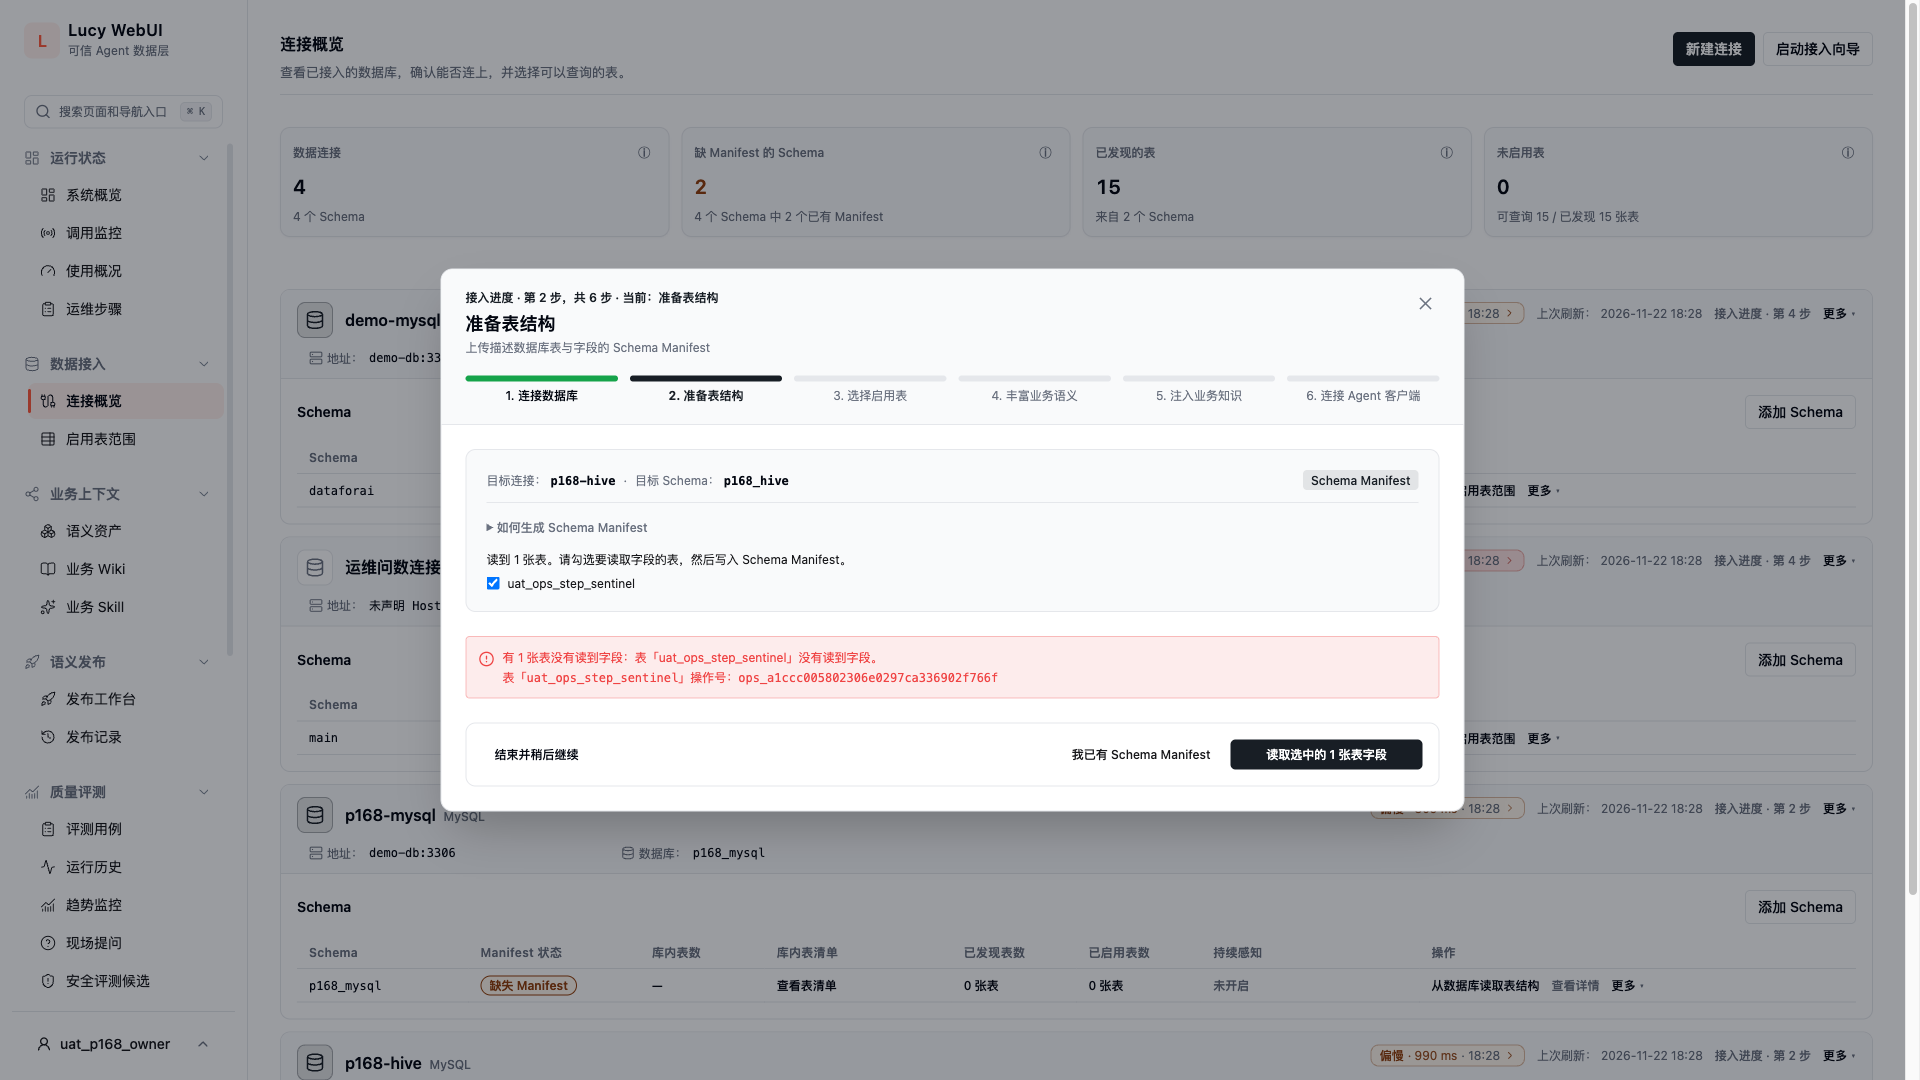 L
Lucy WebUI
可信 Agent 数据层
搜索页面和导航入口 ⌘ K
运行状态
系统概览
调用监控
使用概况
运维步骤
数据接入
连接概览
启用表范围
业务上下文
语义资产
业务 Wiki
业务 Skill
语义发布
发布工作台
发布记录
质量评测
评测用例
运行历史
趋势监控
现场提问
安全评测候选
uat_p168_owner
连接概览
查看已接入的数据库，确认能否连上，并选择可以查询的表。
新建连接 启动接入向导
数据连接
4
4 个 Schema
缺 Manifest 的 Schema
2
4 个 Schema 中 2 个已有 Manifest
已发现的表
15
来自 2 个 Schema
未启用表
0
可查询 15 / 已发现 15 张表
demo-mysql
18:28 上次刷新： 2026-11-22 18:28 接入进度 · 第 4 步 更多
地址： demo-db:33
Schema
添加 Schema
Schema
dataforai
用表范围 更多
运维问数连接
18:28 上次刷新： 2026-11-22 18:28 接入进度 · 第 4 步 更多
地址： 未声明 Host
Schema
添加 Schema
Schema
main
用表范围 更多
接入进度 · 第 2 步，共 6 步 · 当前：准备表结构
准备表结构
上传描述数据库表与字段的 Schema Manifest
1. 连接数据库
2. 准备表结构
3. 选择启用表
4. 丰富业务语义
5. 注入业务知识
6. 连接 Agent 客户端
目标连接： p168-hive · 目标 Schema： p168_hive
Schema Manifest
如何生成 Schema Manifest
读到 1 张表。请勾选要读取字段的表，然后写入 Schema Manifest。
uat_ops_step_sentinel
有 1 张表没有读到字段：表「uat_ops_step_sentinel」没有读到字段。
表「uat_ops_step_sentinel」操作号：ops_a1ccc005802306e0297ca336902f766f
结束并稍后继续
我已有 Schema Manifest
读取选中的 1 张表字段
p168-mysql MySQL
18:28 上次刷新： 2026-11-22 18:28 接入进度 · 第 2 步 更多
地址： demo-db:3306 数据库： p168_mysql
Schema
添加 Schema
Schema Manifest 状态 库内表数 库内表清单 已发现表数 已启用表数 持续感知 操作
p168_mysql 缺失 Manifest — 查看表清单 0 张表 0 张表 未开启 从数据库读取表结构 查看详情 更多
p168-hive MySQL
偏慢 · 990 ms · 18:28 上次刷新： 2026-11-22 18:28 接入进度 · 第 2 步 更多